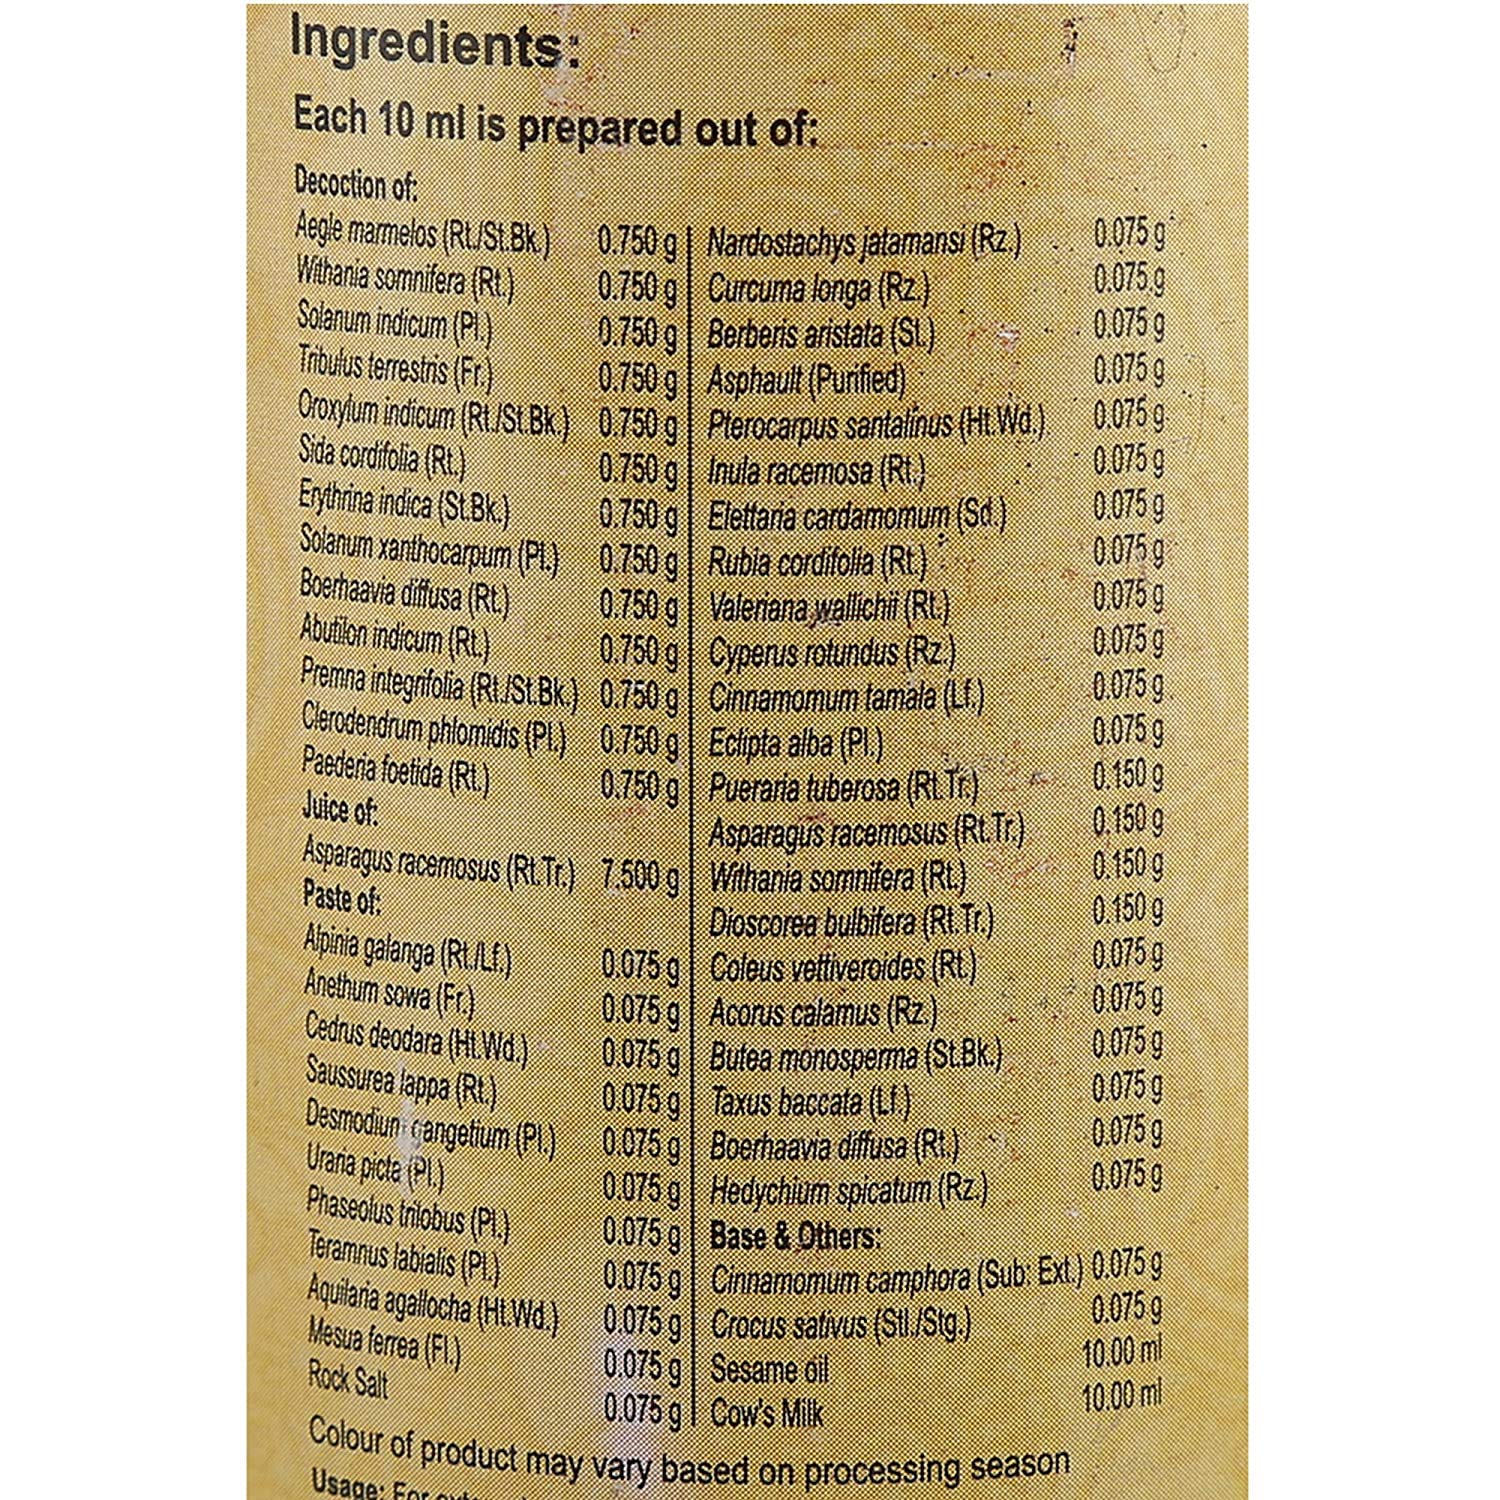 Ingredients:
Each 10 ml is prepared out of:
Decoction of:
Aegle marmelos (Rt./St.Bk.) 0.750 g
Withania somnifera (Rt.) 0.750 g
Solanum indicum (Pl.) 0.750 g
Tribulus terrestris (Fr.) 0.750 g
Oroxylum indicum (Rt./St.Bk.) 0.750 g
Sida cordifolia (Rt.) 0.750 g
Erythrina indica (St.Bk.) 0.750 g
Solanum xanthocarpum (Pl.) 0.750 g
Boerhaavia diffusa (Rt.) 0.750 g
Abutilon indicum (Rt.) 0.750 g
Premna integrifolia (Rt./St.Bk.) 0.750 g
Clerodendrum phlomidis (Pl.) 0.750 g
Paederia foetida (Rt.) 0.750 g
Juice of:
Asparagus racemosus (Rt.Tr.) 7.500 g
Paste of:
Alpinia galanga (Rt./Lf.) 0.075 g
Anethum sowa (Fr.) 0.075 g
Cedrus deodara (Ht.Wd.) 0.075 g
Saussurea lappa (Rt.) 0.075 g
Desmodium gangetium (Pl.) 0.075 g
Uraria picta (Pl.) 0.075 g
Phaseolus trilobus (Pl.) 0.075 g
Teramnus labialis (Pl.) 0.075 g
Aquilaria agallocha (Ht.Wd.) 0.075 g
Mesua ferrea (Fl.) 0.075 g
Rock Salt 0.075 g
Nardostachys jatamansi (Rz.) 0.075 g
Curcuma longa (Rz.) 0.075 g
Berberis aristata (St.) 0.075 g
Asphault (Purified) 0.075 g
Pterocarpus santalinus (Ht.Wd.) 0.075 g
Inula racemosa (Rt.) 0.075 g
Elettaria cardamomum (Sd.) 0.075 g
Rubia cordifolia (Rt.) 0.075 g
Valeriana wallichii (Rt.) 0.075 g
Cyperus rotundus (Rz.) 0.075 g
Cinnamomum tamala (Lf.) 0.075 g
Eclipta alba (Pl.) 0.075 g
Pueraria tuberosa (Rt.Tr.) 0.150 g
Asparagus racemosus (Rt.Tr.) 0.150 g
Withania somnifera (Rt.) 0.150 g
Dioscorea bulbifera (Rt.Tr.) 0.150 g
Coleus vettiveroides (Rt.) 0.075 g
Acorus calamus (Rz.) 0.075 g
Butea monosperma (St.Bk.) 0.075 g
Taxus baccata (Lf.) 0.075 g
Boerhaavia diffusa (Rt.) 0.075 g
Hedychium spicatum (Rz.) 0.075 g
Base & Others:
Cinnamomum camphora (Sub: Ext.) 0.075 g
Crocus sativus (Stl./Stg.) 0.075 g
Sesame oil 10.00 ml
Cow's Milk 10.00 ml
Colour of product may vary based on processing season
Usage: For